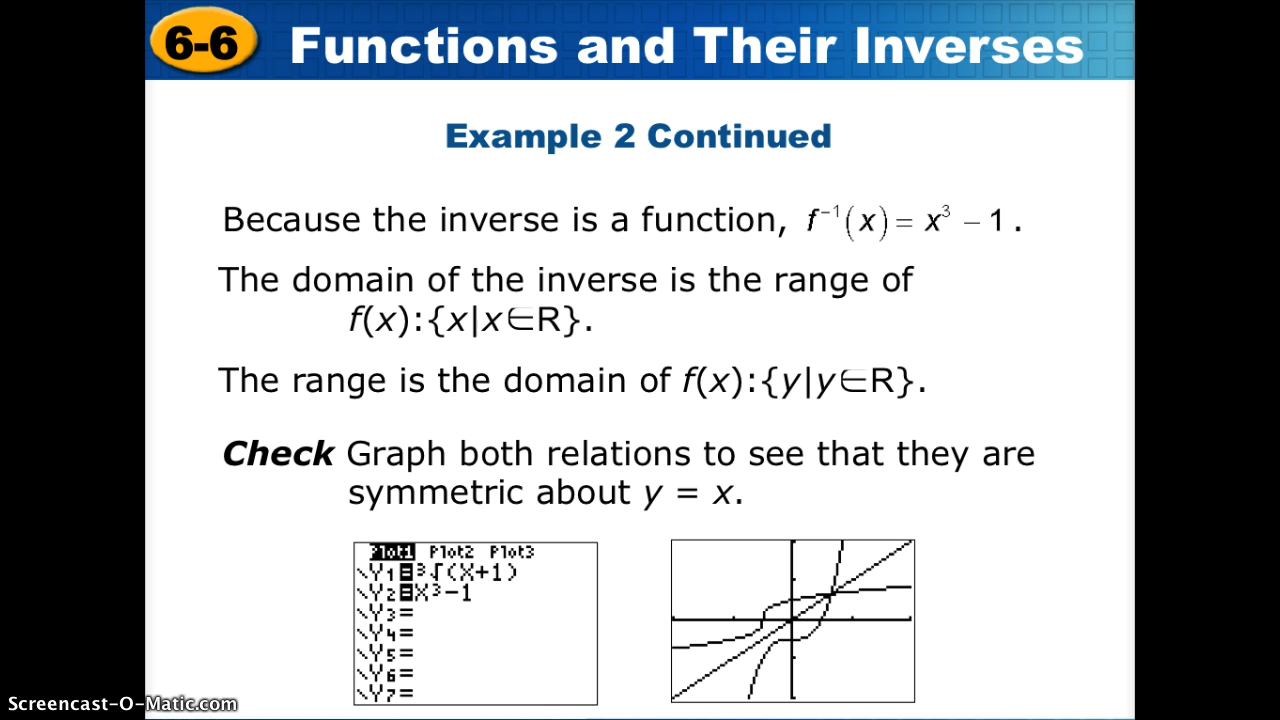 6-6 Functions and Their Inverses
Example 2 Continued
Because the inverse is a function, f⁻¹(x) = x³ − 1 .
The domain of the inverse is the range of
f(x):{x|x∈R}.
The range is the domain of f(x):{y|y∈R}.
Check Graph both relations to see that they are
symmetric about y = x.
Plot1 Plot2 Plot3
\Y₁=³√(X+1)
\Y₂=X³−1
\Y₃=
\Y₄=
\Y₅=
\Y₆=
\Y₇=
Screencast-O-Matic.com